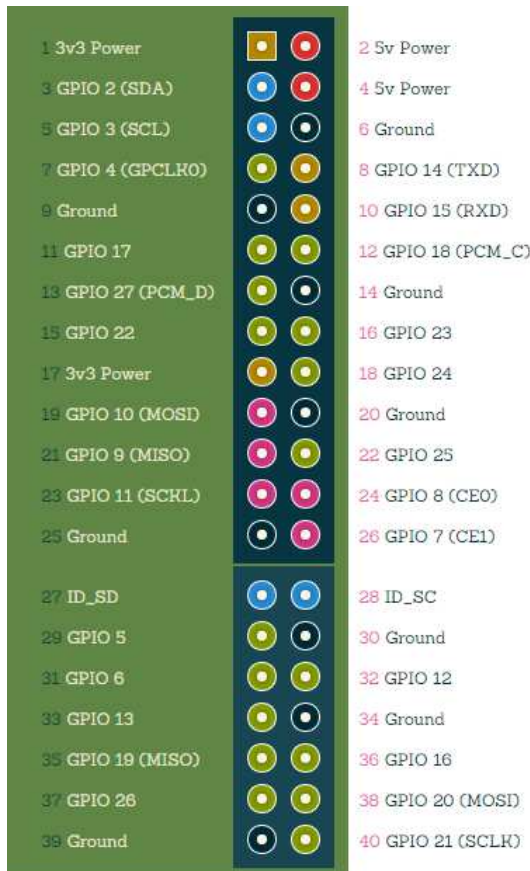 1 3v3 Power 2 5v Power
3 GPIO 2 (SDA) 4 5v Power
5 GPIO 3 (SCL) 6 Ground
7 GPIO 4 (GPCLK0) 8 GPIO 14 (TXD)
9 Ground 10 GPIO 15 (RXD)
11 GPIO 17 12 GPIO 18 (PCM_C)
13 GPIO 27 (PCM_D) 14 Ground
15 GPIO 22 16 GPIO 23
17 3v3 Power 18 GPIO 24
19 GPIO 10 (MOSI) 20 Ground
21 GPIO 9 (MISO) 22 GPIO 25
23 GPIO 11 (SCKL) 24 GPIO 8 (CE0)
25 Ground 26 GPIO 7 (CE1)
27 ID_SD 28 ID_SC
29 GPIO 5 30 Ground
31 GPIO 6 32 GPIO 12
33 GPIO 13 34 Ground
35 GPIO 19 (MISO) 36 GPIO 16
37 GPIO 26 38 GPIO 20 (MOSI)
39 Ground 40 GPIO 21 (SCLK)